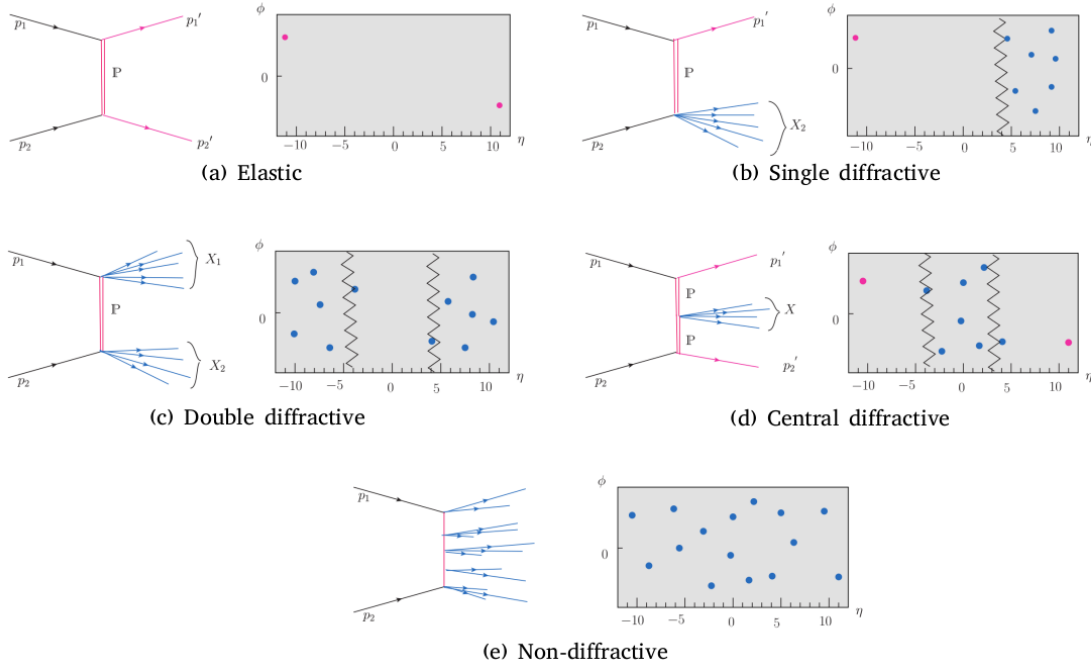 p₁
p₁′
ℙ
p₂
p₂′
ϕ
0
−10 −5 0 5 10 η
(a) Elastic
p₁
p₁′
ℙ
p₂
X₂
ϕ
0
−10 −5 0 5 10 η
(b) Single diffractive
p₁
X₁
ℙ
p₂
X₂
ϕ
0
−10 −5 0 5 10 η
(c) Double diffractive
p₁
p₁′
ℙ
X
ℙ
p₂
p₂′
ϕ
0
−10 −5 0 5 10 η
(d) Central diffractive
p₁
p₂
ϕ
0
−10 −5 0 5 10 η
(e) Non-diffractive